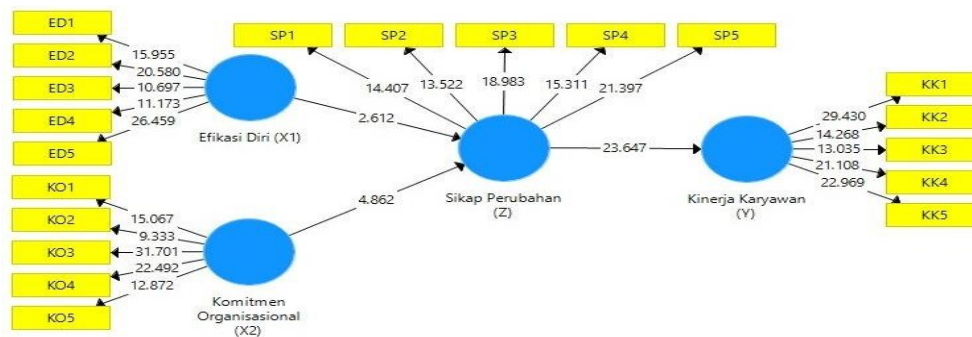 ED1
ED2
ED3
ED4
ED5
15.955
20.580
10.697
11.173
26.459
Efikasi Diri (X1)
SP1
SP2
SP3
SP4
SP5
14.407
13.522
18.983
15.311
21.397
2.612
4.862
Sikap Perubahan
(Z)
23.647
KO1
KO2
KO3
KO4
KO5
15.067
9.333
31.701
22.492
12.872
Komitmen
Organisasional
(X2)
Kinerja Karyawan
(Y)
29.430
14.268
13.035
21.108
22.969
KK1
KK2
KK3
KK4
KK5